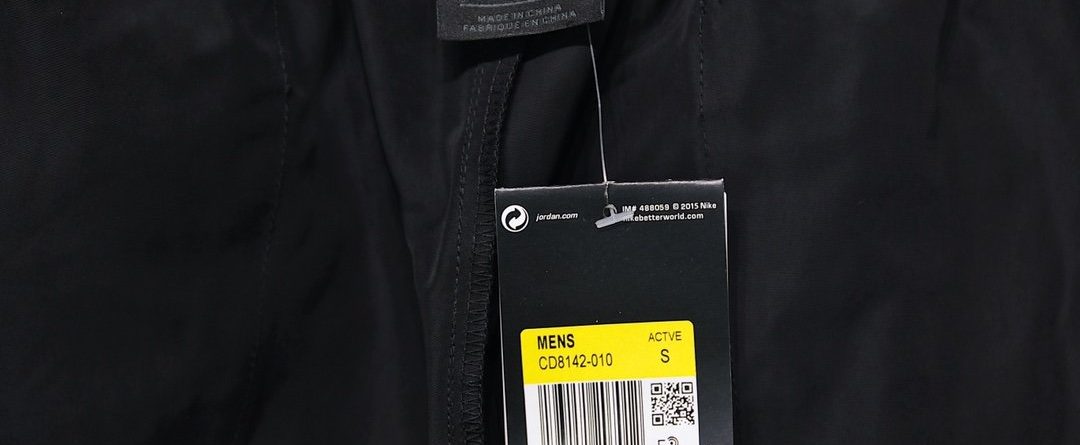 MADE IN CHINA
FABRIQUÉ EN CHINA
jordan.com
IM# 488059 © 2015 Nike
nikebetterworld.com
MENS
ACTVE
CD8142-010
S